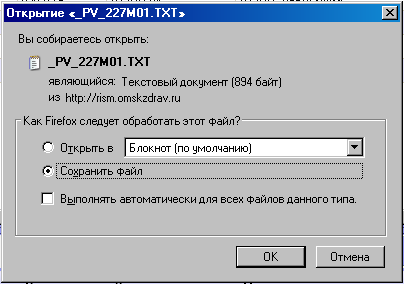 Открытие «_PV_227M01.TXT»
Вы собираетесь открыть:
_PV_227M01.TXT
являющийся: Текстовый документ (894 байт)
из http://rism.omskzdrav.ru
Как Firefox следует обработать этот файл?
Открыть в Блокнот (по умолчанию)
Сохранить файл
Выполнять автоматически для всех файлов данного типа.
OK Отмена